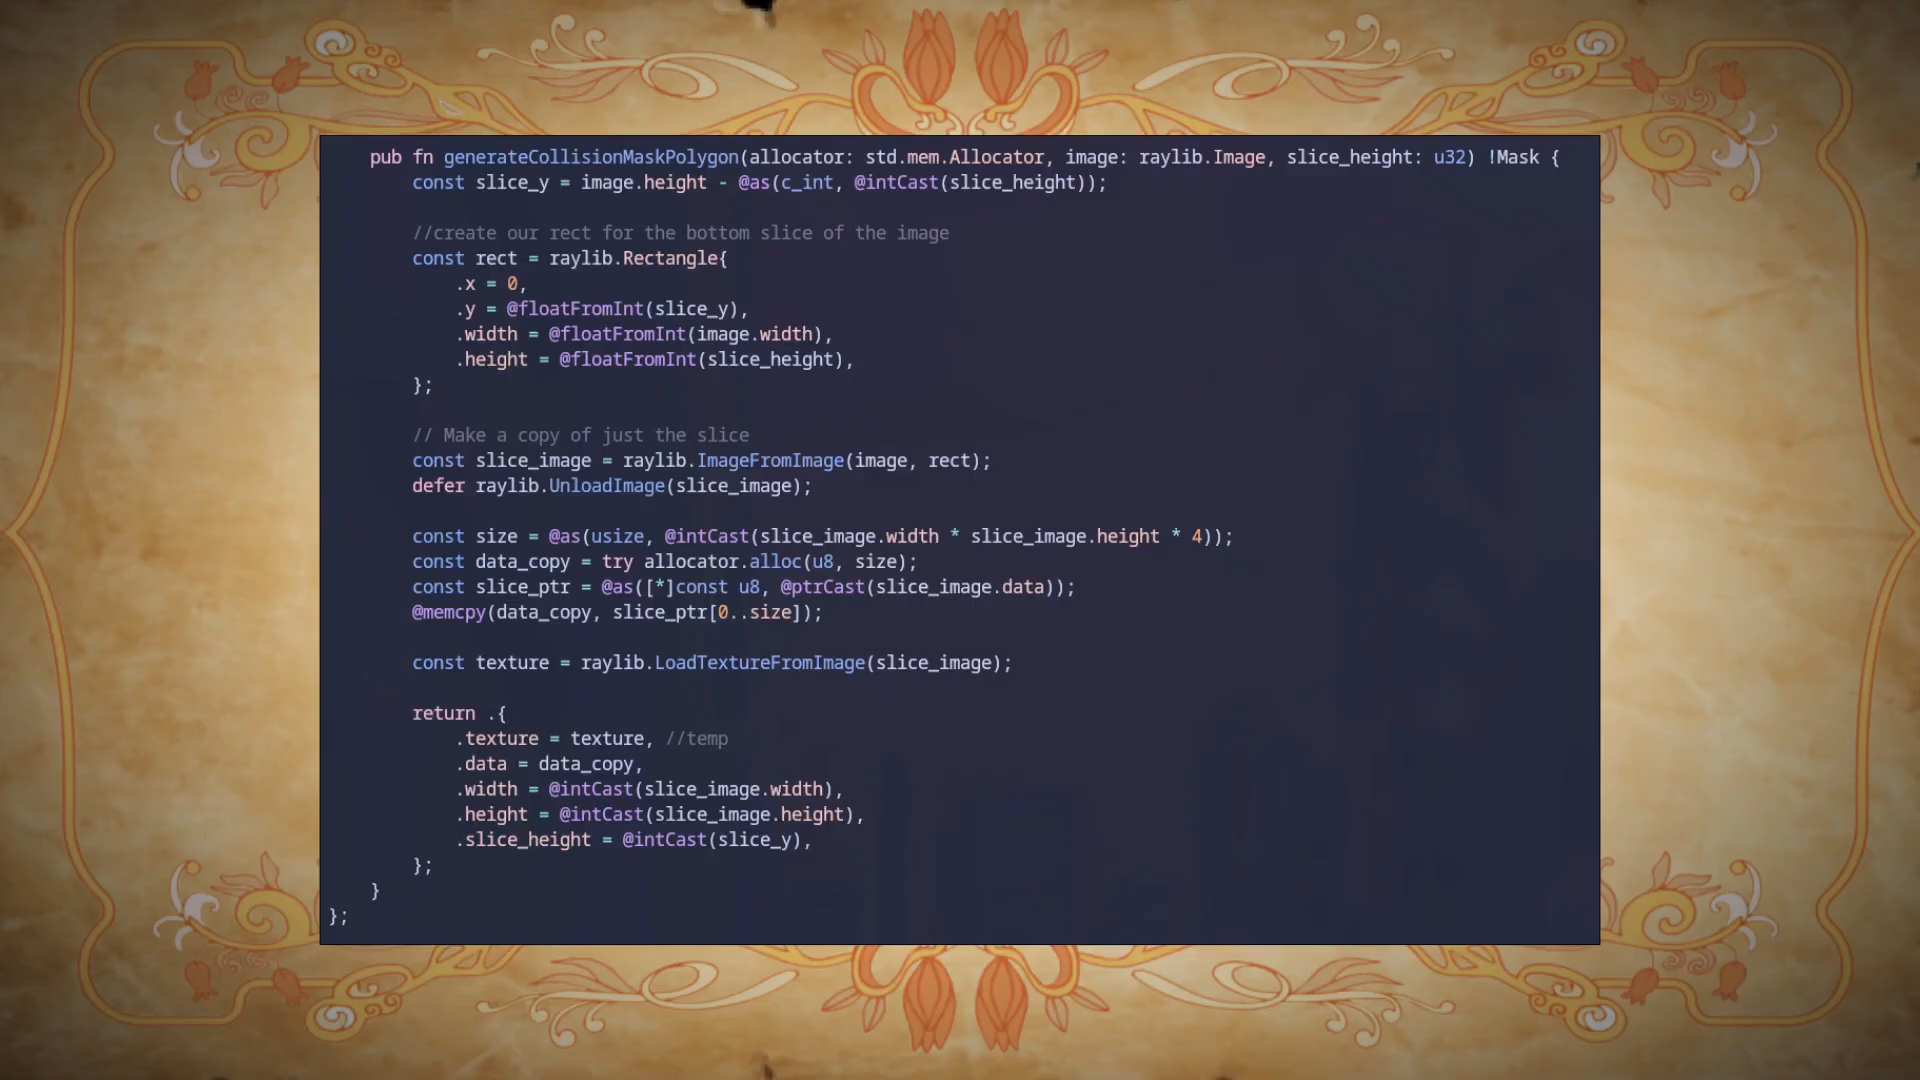 pub fn generateCollisionMaskPolygon(allocator: std.mem.Allocator, image: raylib.Image, slice_height: u32) !Mask {
const slice_y = image.height - @as(c_int, @intCast(slice_height));
//create our rect for the bottom slice of the image
const rect = raylib.Rectangle{
.x = 0,
.y = @floatFromInt(slice_y),
.width = @floatFromInt(image.width),
.height = @floatFromInt(slice_height),
};
// Make a copy of just the slice
const slice_image = raylib.ImageFromImage(image, rect);
defer raylib.UnloadImage(slice_image);
const size = @as(usize, @intCast(slice_image.width * slice_image.height * 4));
const data_copy = try allocator.alloc(u8, size);
const slice_ptr = @as([*]const u8, @ptrCast(slice_image.data));
@memcpy(data_copy, slice_ptr[0..size]);
const texture = raylib.LoadTextureFromImage(slice_image);
return .{
.texture = texture, //temp
.data = data_copy,
.width = @intCast(slice_image.width),
.height = @intCast(slice_image.height),
.slice_height = @intCast(slice_y),
};
}
};